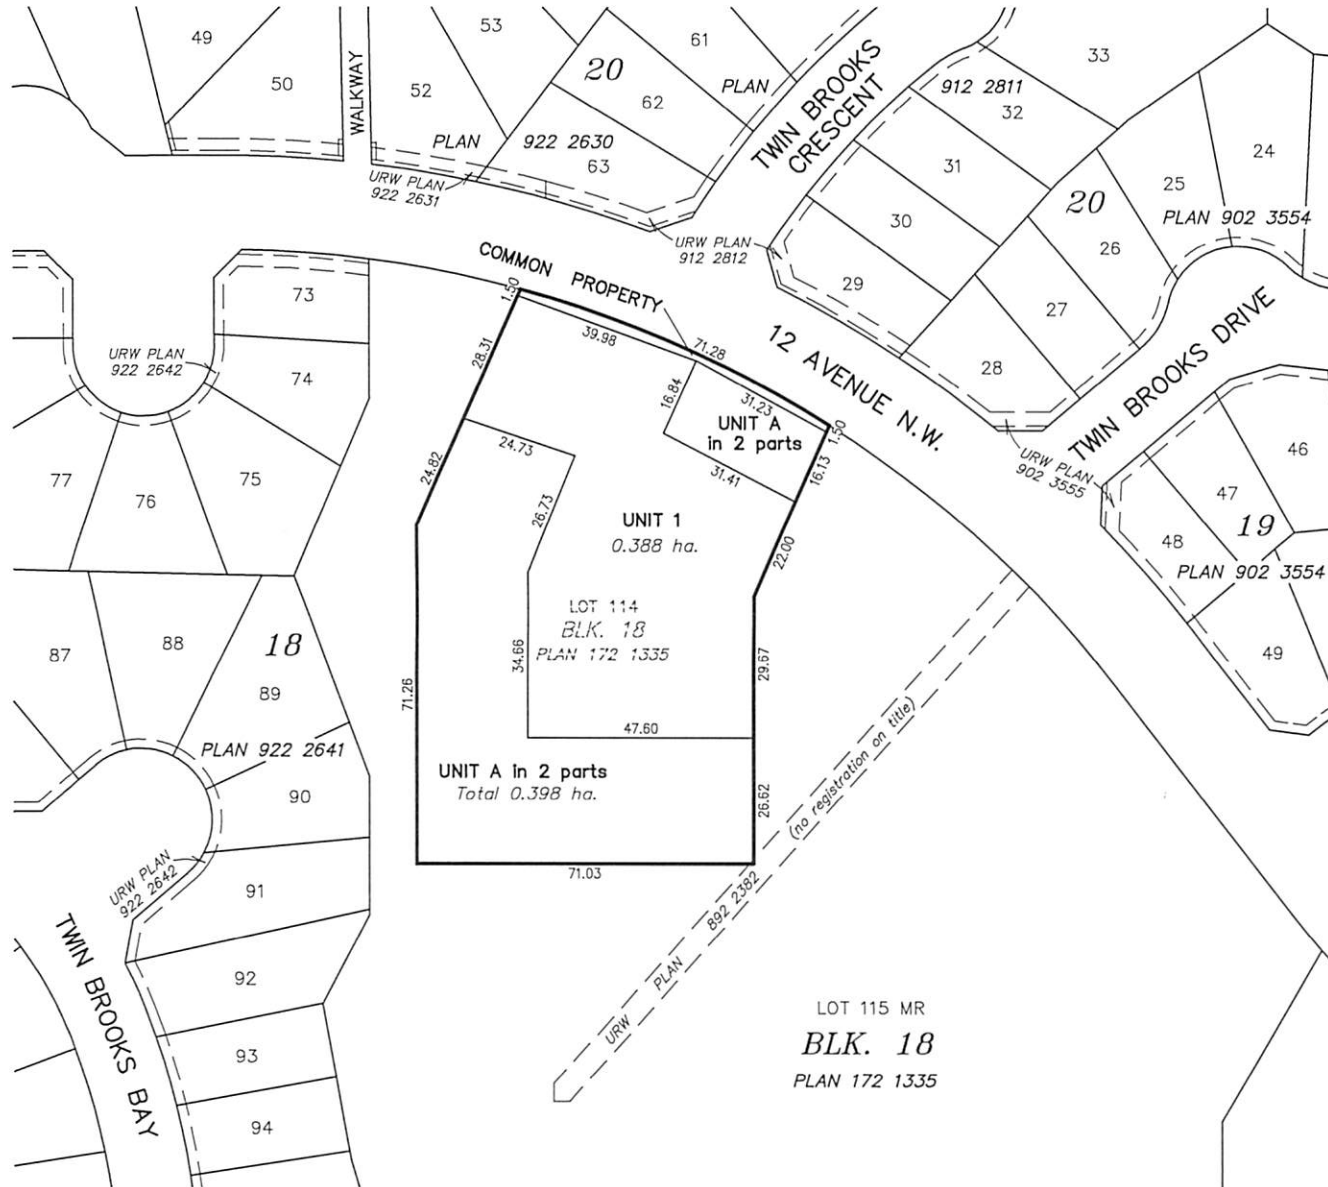 49
50
WALKWAY
52
53
20
61
62
PLAN
PLAN
922 2630
63
URW PLAN
922 2631
TWIN BROOKS
CRESCENT
912 2811
33
32
31
30
29
24
25
20
26
PLAN 902 3554
27
28
URW PLAN
912 2812
COMMON PROPERTY
12 AVENUE N.W.
TWIN BROOKS DRIVE
URW PLAN
902 3555
46
47
19
48
PLAN 902 3554
49
73
URW PLAN
922 2642
74
75
76
77
1.50
28.31
39.98
71.28
16.84
31.23
UNIT A
in 2 parts
1.50
24.82
24.73
31.41
16.13
26.73
UNIT 1
0.388 ha.
22.00
LOT 114
BLK. 18
PLAN 172 1335
34.66
29.67
71.26
47.60
UNIT A in 2 parts
Total 0.398 ha.
26.62
71.03
87
88
18
89
PLAN 922 2641
90
URW PLAN
922 2642
91
92
93
94
TWIN BROOKS BAY
URW PLAN 892 2382 (no registration on title)
LOT 115 MR
BLK. 18
PLAN 172 1335